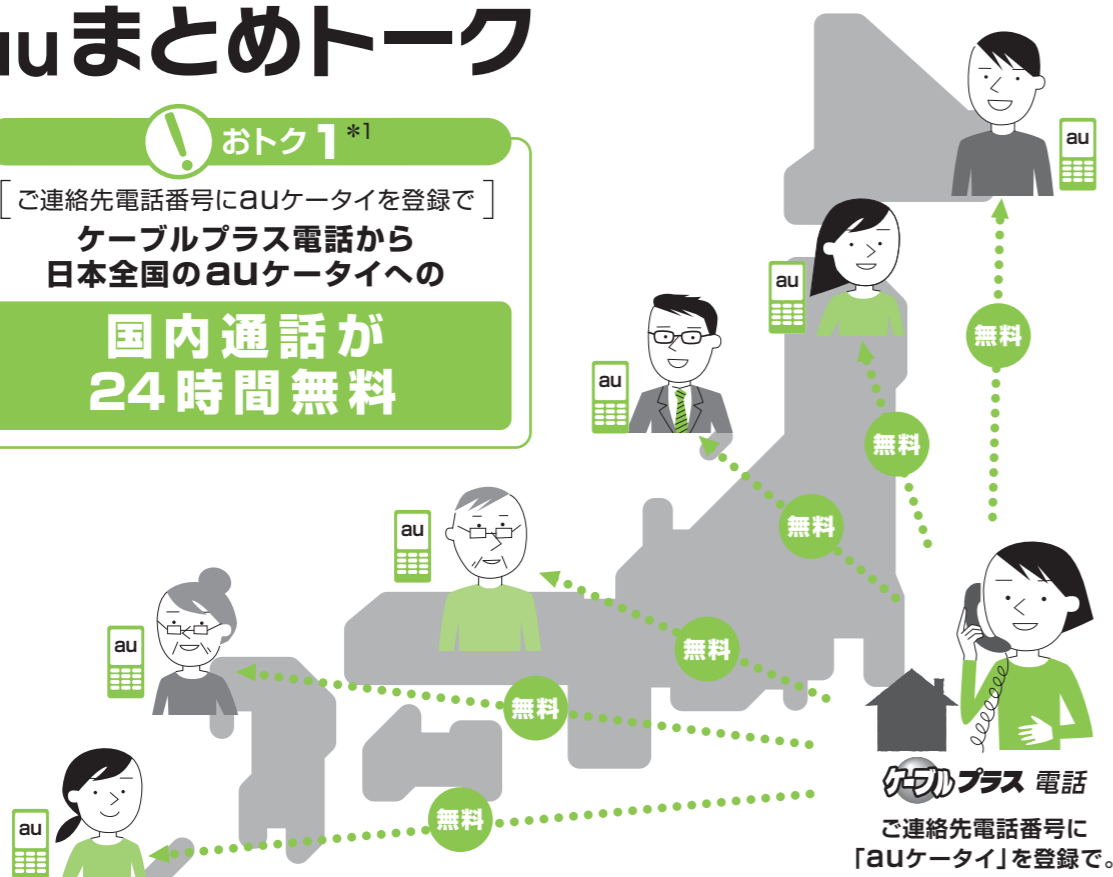 auまとめトーク
おトク1*1
[ご連絡先電話番号にauケータイを登録で]
ケーブルプラス電話から
日本全国のauケータイへの
国内通話が
24時間無料
au
au
au
au
au
au
無料
無料
無料
無料
無料
無料
ケーブルプラス 電話
ご連絡先電話番号に
「auケータイ」を登録で。